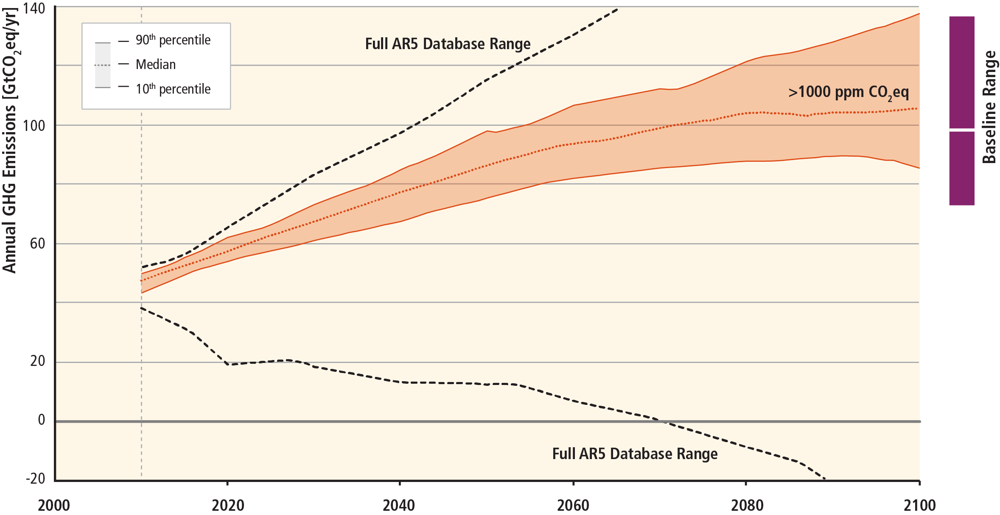 Annual GHG Emissions [GtCO2eq/yr]
140
100
60
20
0
-20
90th percentile
Median
10th percentile
Full AR5 Database Range
>1000 ppm CO2eq
Full AR5 Database Range
Baseline Range
2000 2020 2040 2060 2080 2100